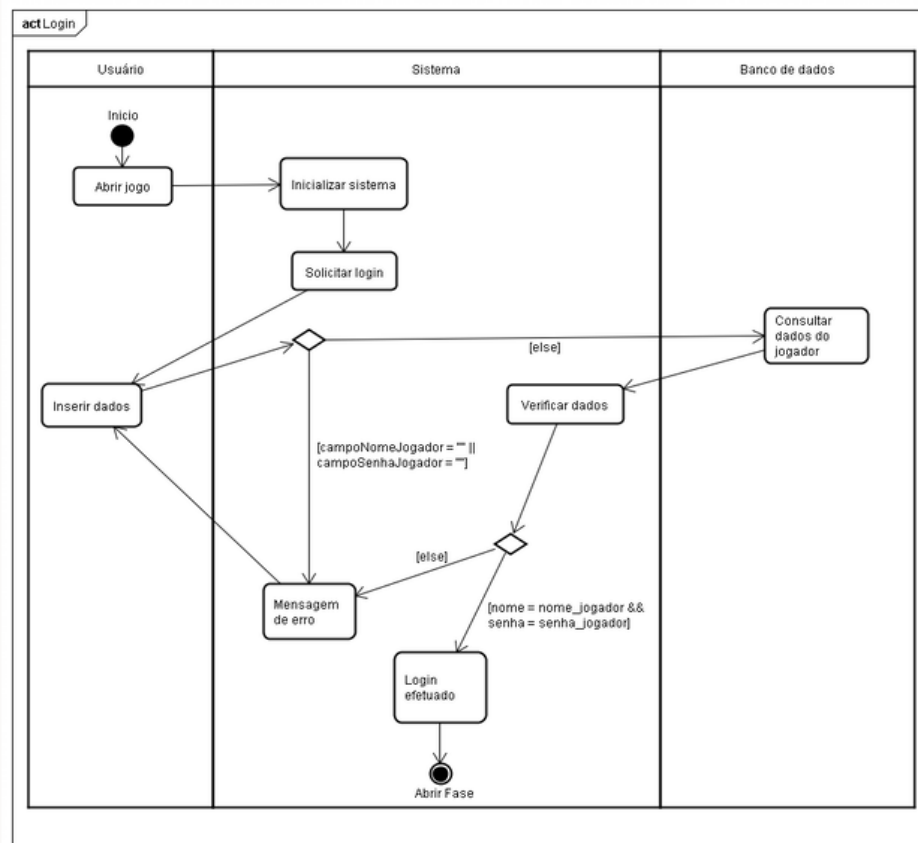 act Login
Usuário
Sistema
Banco de dados
Inicio
Abrir jogo
Inicializar sistema
Solicitar login
Consultar
dados do
jogador
[else]
Inserir dados
Verificar dados
[campoNomeJogador = "" ||
campoSenhaJogador = ""]
[else]
Mensagem
de erro
[nome = nome_jogador &&
senha = senha_jogador]
Login
efetuado
Abrir Fase